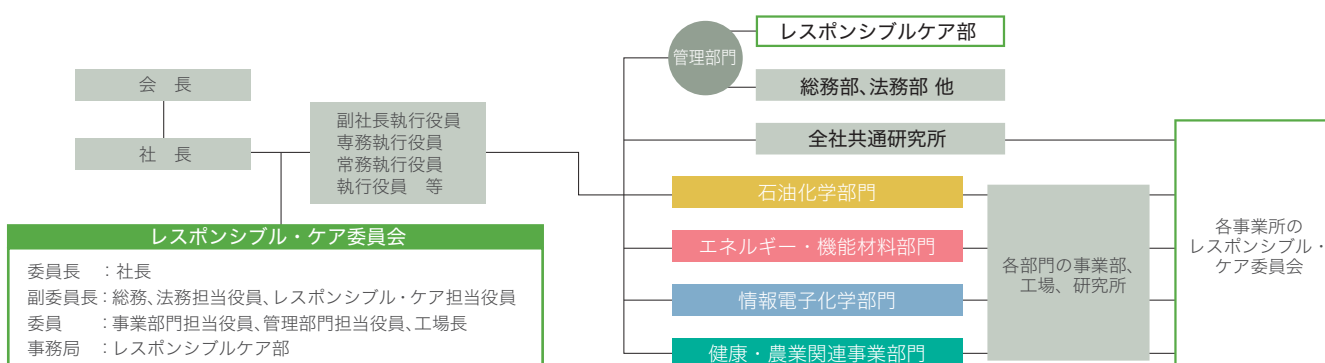 会 長
社 長
副社長執行役員
専務執行役員
常務執行役員
執行役員 等
レスポンシブル・ケア委員会
委員長 ：社長
副委員長：総務、法務担当役員、レスポンシブル・ケア担当役員
委員 ：事業部門担当役員、管理部門担当役員、工場長
事務局 ：レスポンシブルケア部
管理部門
レスポンシブルケア部
総務部、法務部 他
全社共通研究所
石油化学部門
エネルギー・機能材料部門
情報電子化学部門
健康・農業関連事業部門
各部門の事業部、
工場、研究所
各事業所の
レスポンシブル・
ケア委員会